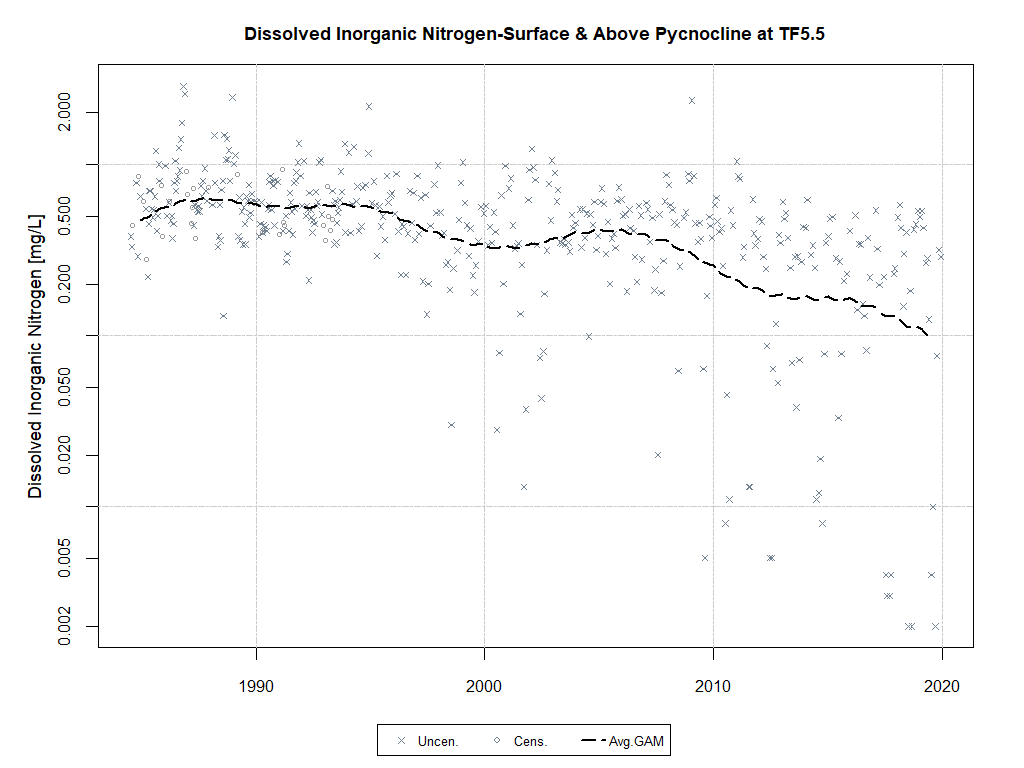 Dissolved Inorganic Nitrogen-Surface & Above Pycnocline at TF5.5
Dissolved Inorganic Nitrogen [mg/L]
2.000
0.500
0.200
0.050
0.020
0.005
0.002
1990
2000
2010
2020
Uncen.
Cens.
Avg.GAM